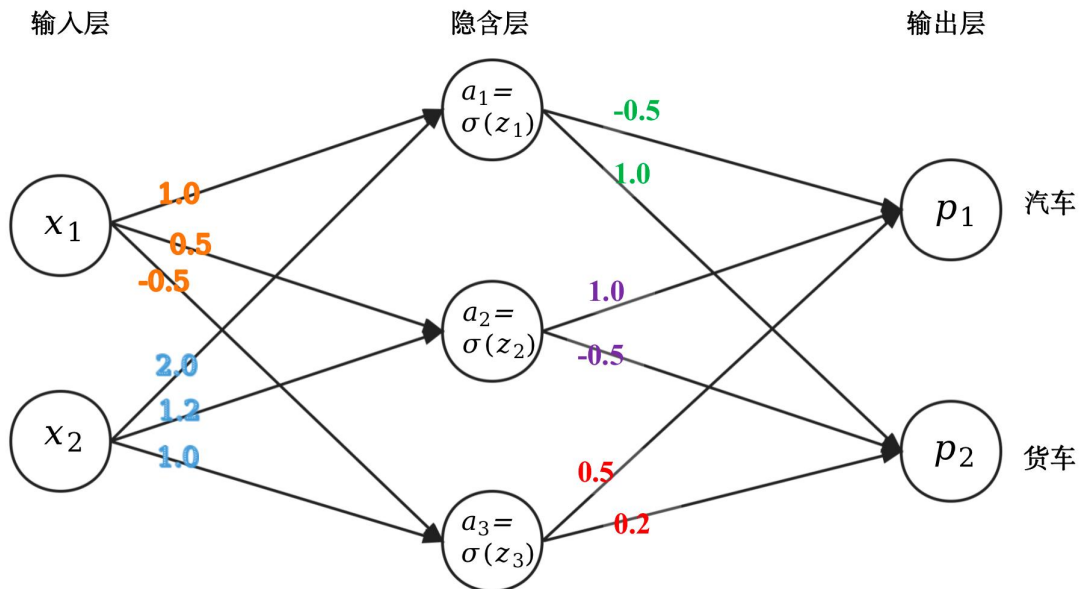 输入层
隐含层
输出层
a₁=
σ(z₁)
-0.5
1.0
x₁
1.0
0.5
-0.5
p₁
汽车
a₂=
σ(z₂)
1.0
-0.5
x₂
2.0
1.2
1.0
p₂
货车
a₃=
σ(z₃)
0.5
0.2